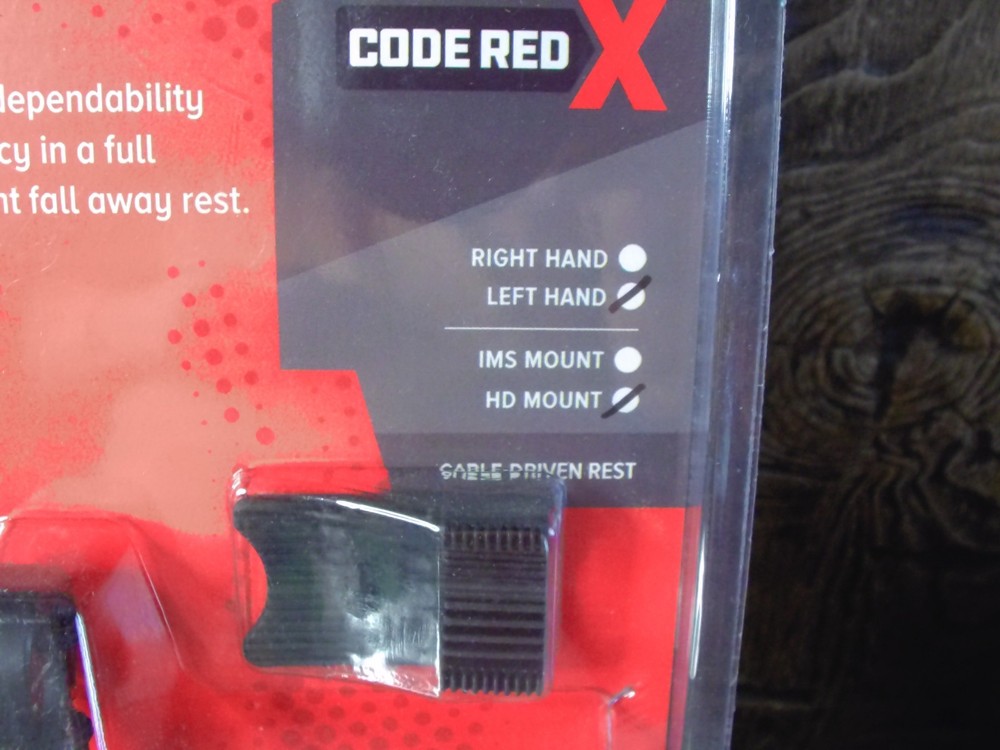 CODE RED X
dependability
cy in a full
nt fall away rest.
RIGHT HAND
LEFT HAND
IMS MOUNT
HD MOUNT
CABLE DRIVEN REST